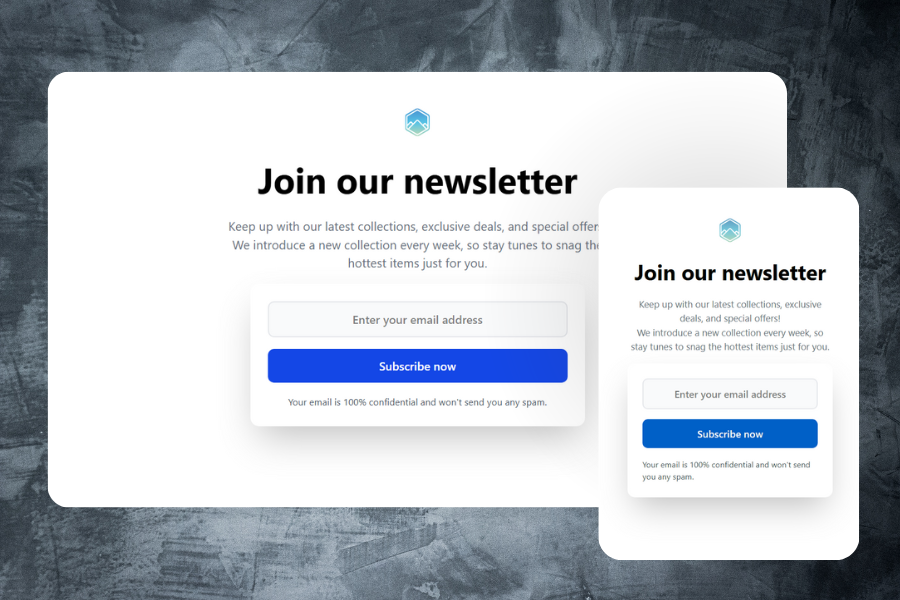 Join our newsletter
Keep up with our latest collections, exclusive deals, and special offer
We introduce a new collection every week, so stay tunes to snag the
hottest items just for you.
Enter your email address
Subscribe now
Your email is 100% confidential and won't send you any spam.
Join our newsletter
Keep up with our latest collections, exclusive
deals, and special offers!
We introduce a new collection every week, so
stay tunes to snag the hottest items just for you.
Enter your email address
Subscribe now
Your email is 100% confidential and won't send
you any spam.